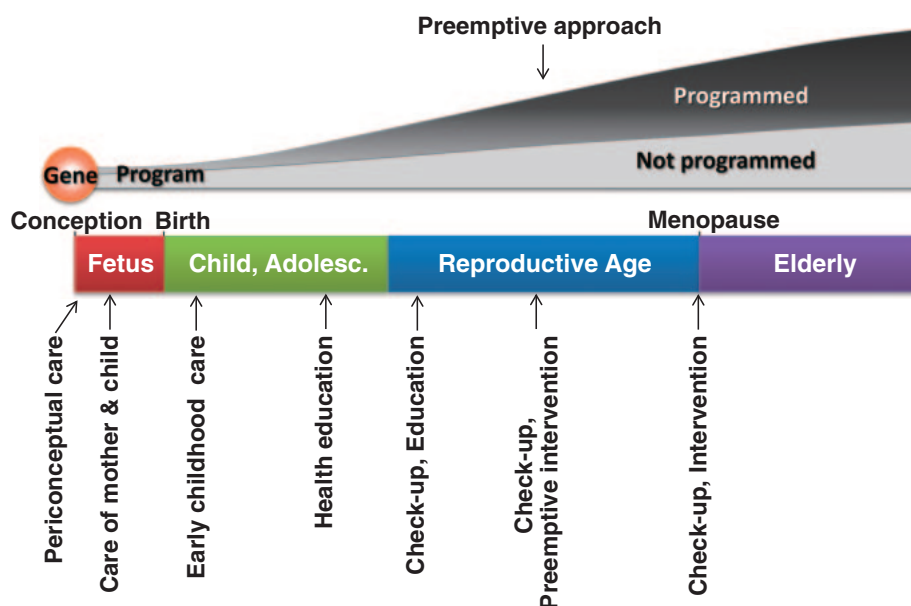 Preemptive approach
Programmed
Gene Program
Not programmed
Conception Birth
Menopause
Fetus
Child, Adolesc.
Reproductive Age
Elderly
Periconceptual care
Care of mother & child
Early childhood care
Health education
Check-up, Education
Check-up,
Preemptive intervention
Check-up, Intervention